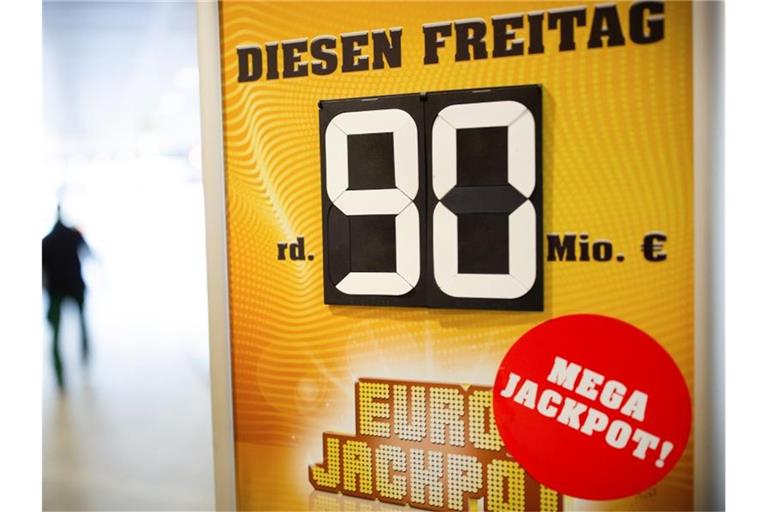 DIESEN FREITAG
rd. 90 Mio. €
MEGA
JACKPOT!
EURO
JACKPOT